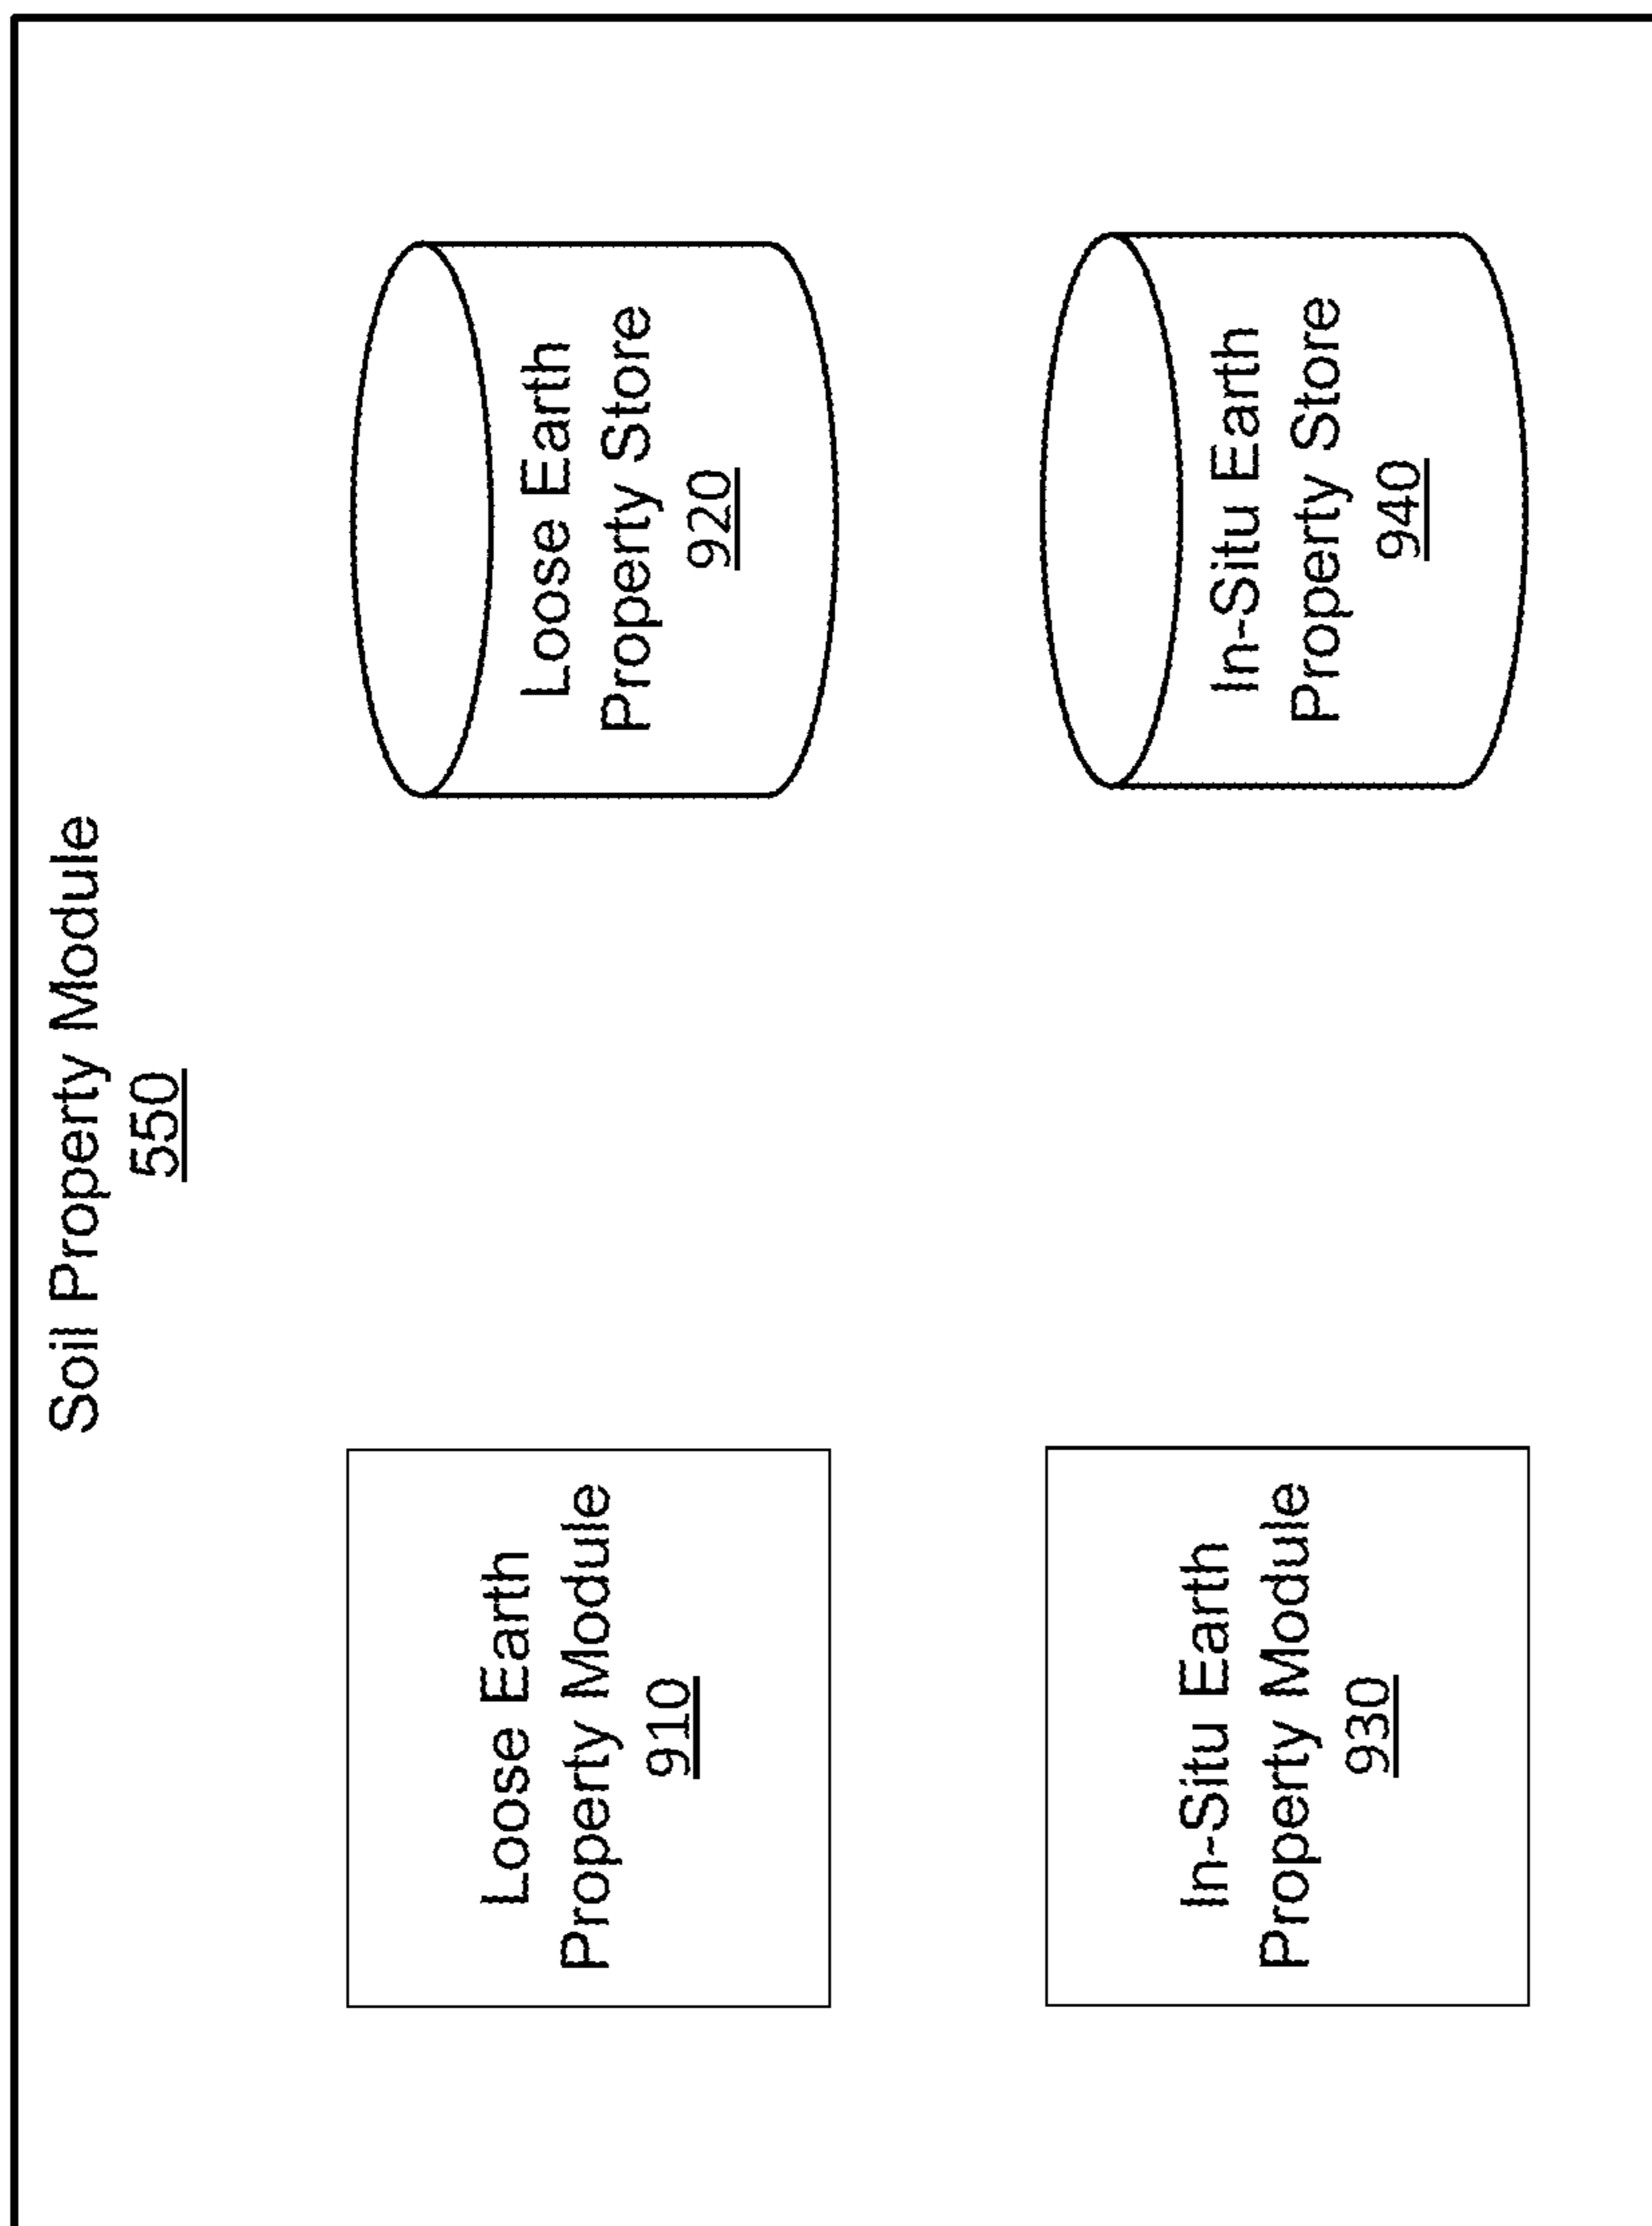 Soil Property Module
550
Loose Earth
Property Module
910
Loose Earth
Property Store
920
In-Situ Earth
Property Module
930
In-Situ Earth
Property Store
940